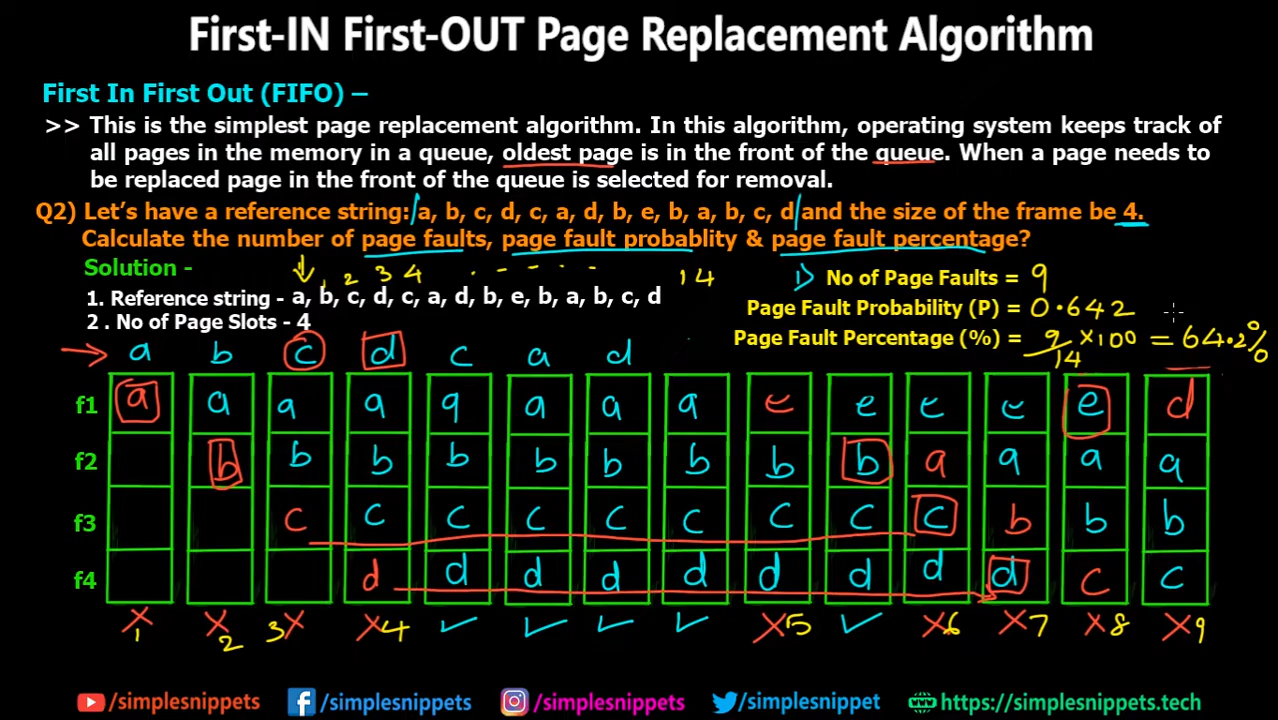 First-IN First-OUT Page Replacement Algorithm
First In First Out (FIFO) –
>> This is the simplest page replacement algorithm. In this algorithm, operating system keeps track of
all pages in the memory in a queue, oldest page is in the front of the queue. When a page needs to
be replaced page in the front of the queue is selected for removal.
Q2) Let's have a reference string: a, b, c, d, c, a, d, b, e, b, a, b, c, d and the size of the frame be 4.
Calculate the number of page faults, page fault probablity & page fault percentage?
Solution -
1 2 3 4 14
1. Reference string - a, b, c, d, c, a, d, b, e, b, a, b, c, d
2 . No of Page Slots - 4
1) No of Page Faults = 9
Page Fault Probability (P) = 0.642
Page Fault Percentage (%) = 9/14 ×100 = 64.2%
a b c d c a d
f1 a a a a a a a a e e e e e d
f2 b b b b b b b b b a a a a
f3 c c c c c c c c c b b b
f4 d d d d d d d d d c c
X X X X ✓ ✓ ✓ ✓ X ✓ X X X X
1 2 3 4 5 6 7 8 9
/simplesnippets /simplesnippets /simplesnippets /simplesnippets https://simplesnippets.tech